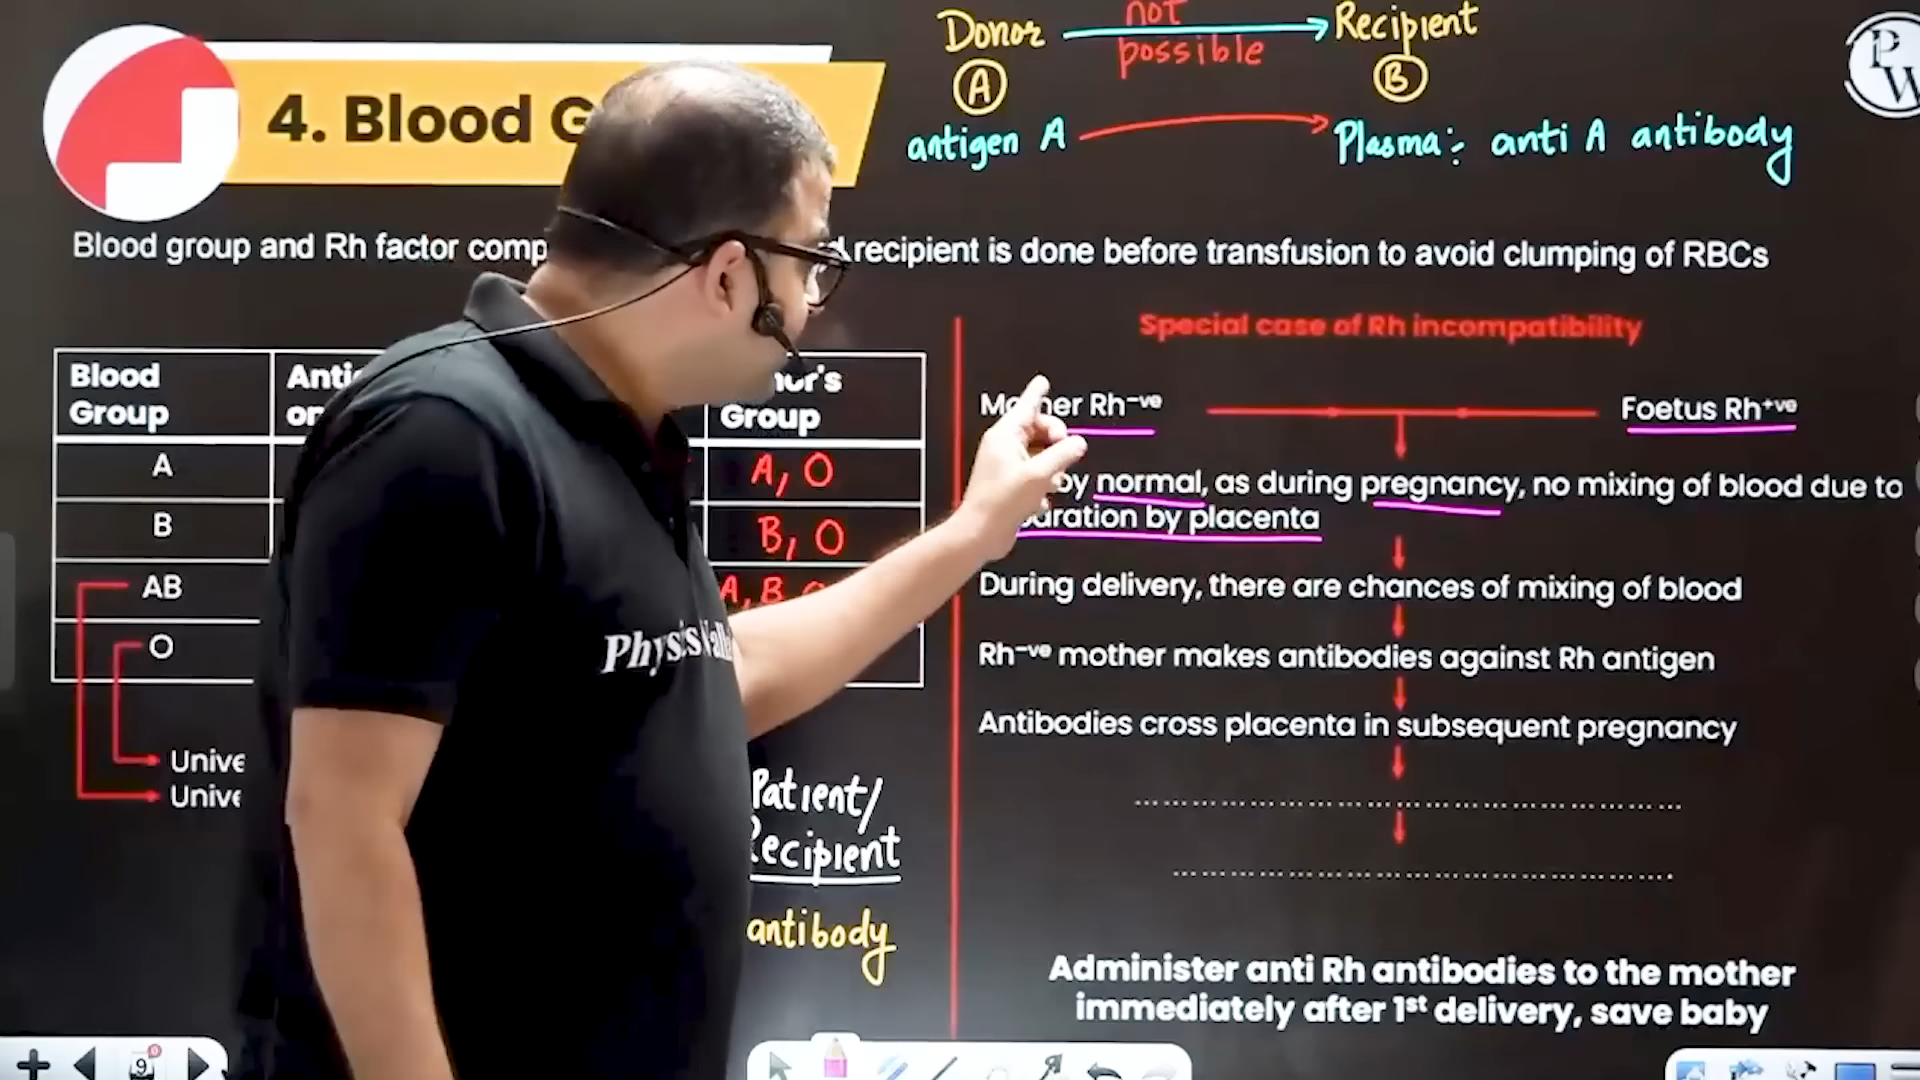 Donor not possible Recipient
A B
antigen A Plasma: anti A antibody
PW
4. Blood G
Blood group and Rh factor comp recipient is done before transfusion to avoid clumping of RBCs
Blood Group
Group
A A, O
B B, O
AB A, B
O
Unive
Unive
Patient/
Recipient
antibody
Special case of Rh incompatibility
Mother Rh-ve Foetus Rh+ve
by normal, as during pregnancy, no mixing of blood due to
by placenta
During delivery, there are chances of mixing of blood
Rh-ve mother makes antibodies against Rh antigen
Antibodies cross placenta in subsequent pregnancy
Administer anti Rh antibodies to the mother
immediately after 1st delivery, save baby
9